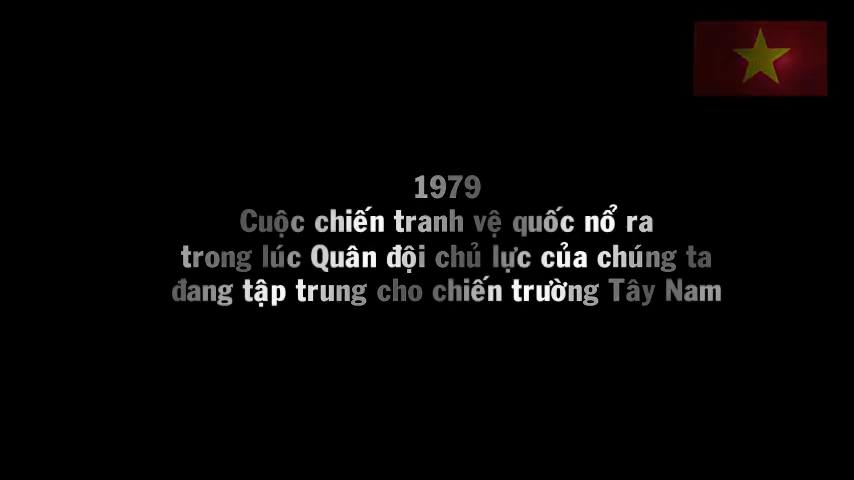 1979
Cuộc chiến tranh vệ quốc nổ ra
trong lúc Quân đội chủ lực của chúng ta
đang tập trung cho chiến trường Tây Nam